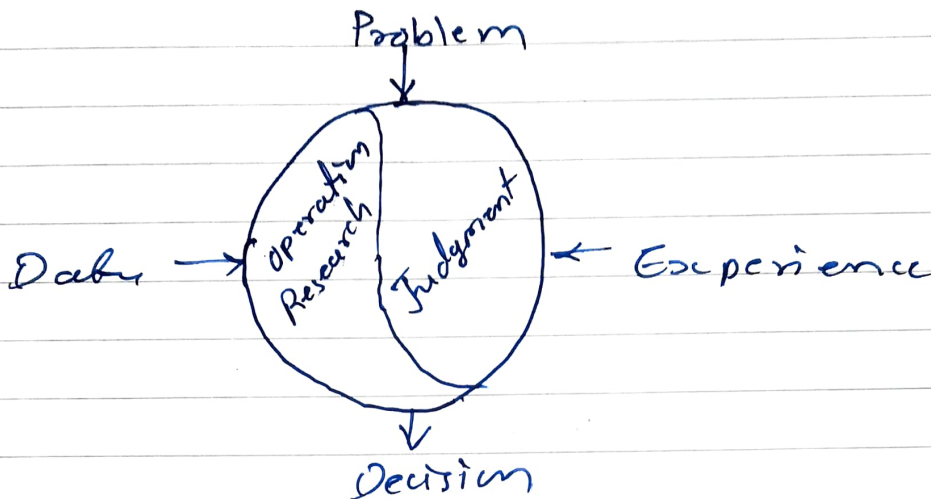 Problem
Operation
Research
Judgment
Data
Experience
Decision